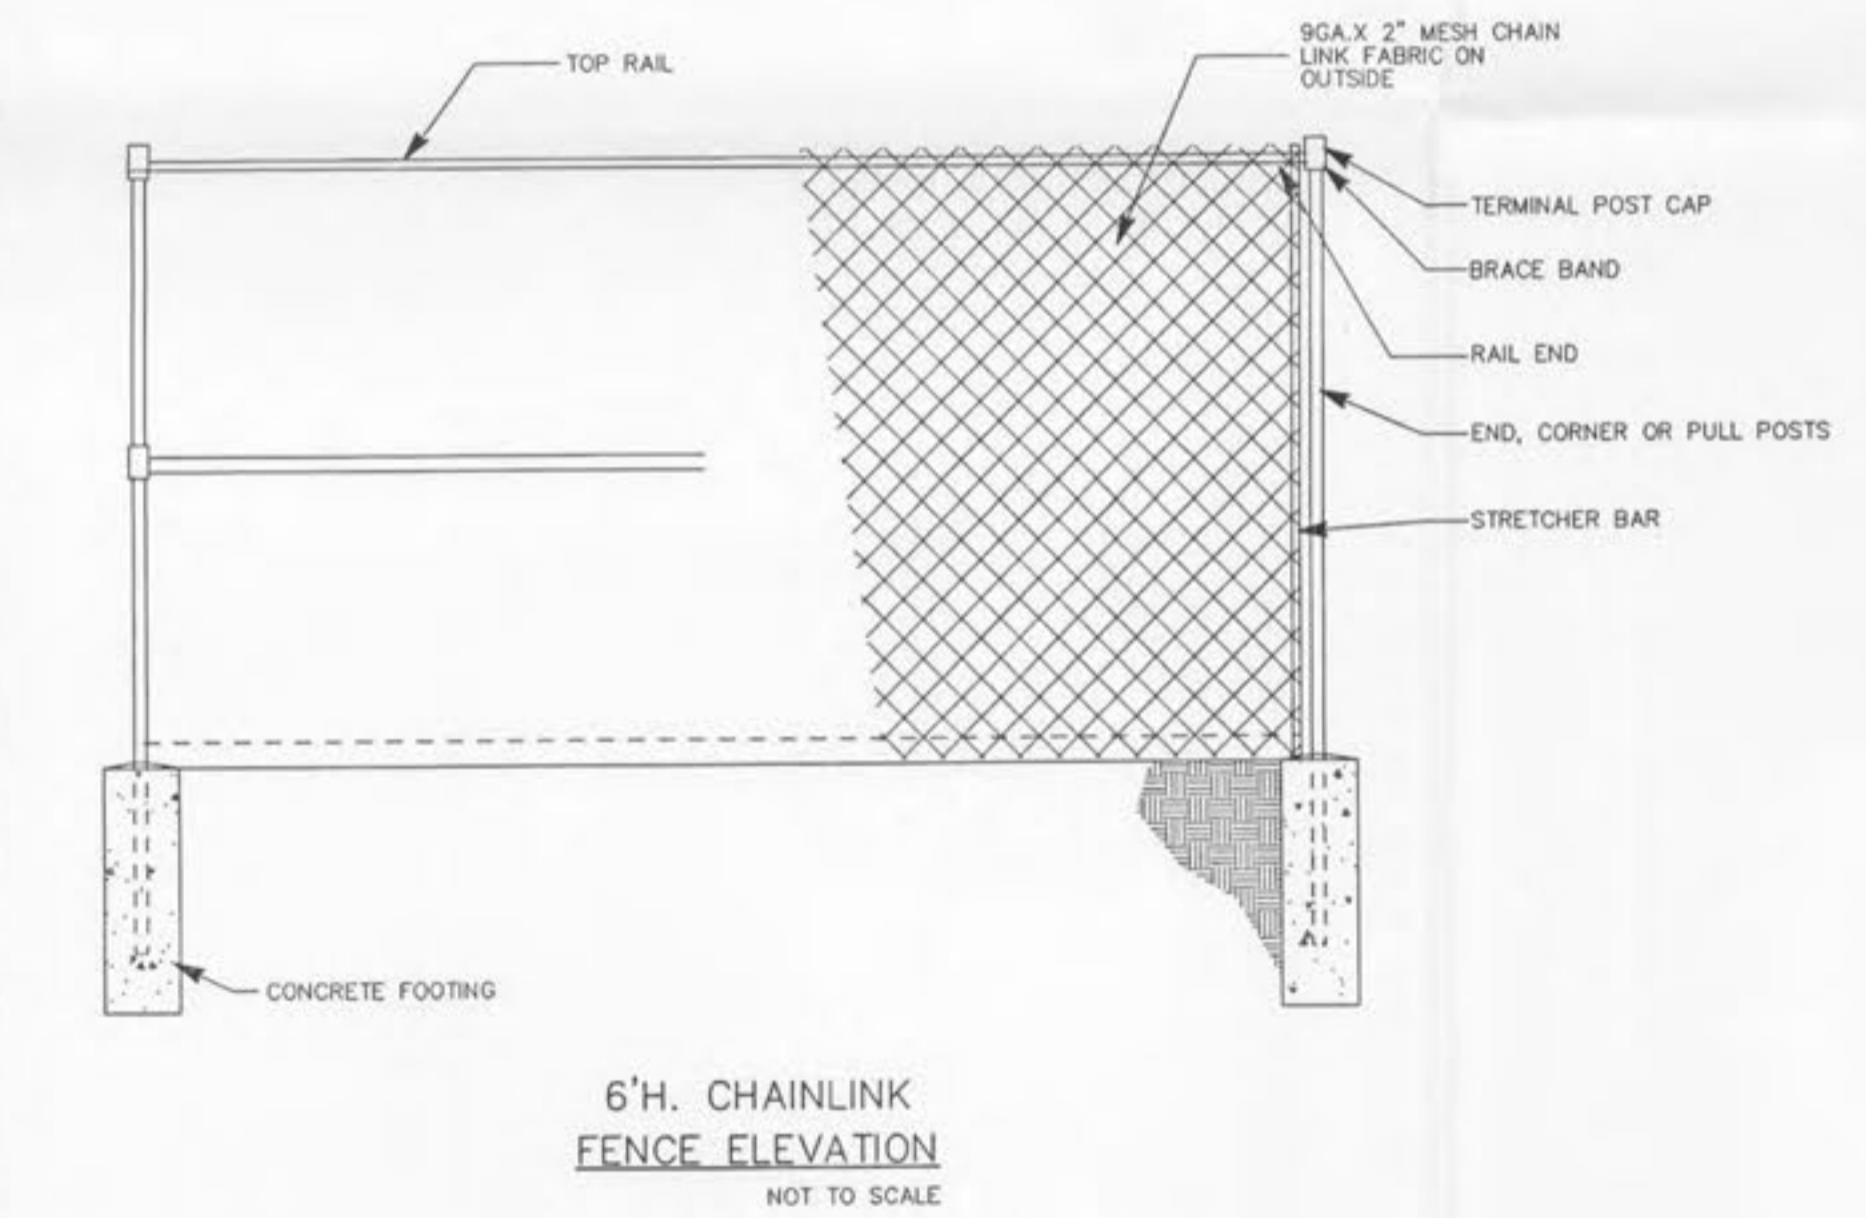 TOP RAIL
9GA.X 2" MESH CHAIN
LINK FABRIC ON
OUTSIDE
TERMINAL POST CAP
BRACE BAND
RAIL END
END, CORNER OR PULL POSTS
STRETCHER BAR
CONCRETE FOOTING
6'H. CHAINLINK
FENCE ELEVATION
NOT TO SCALE